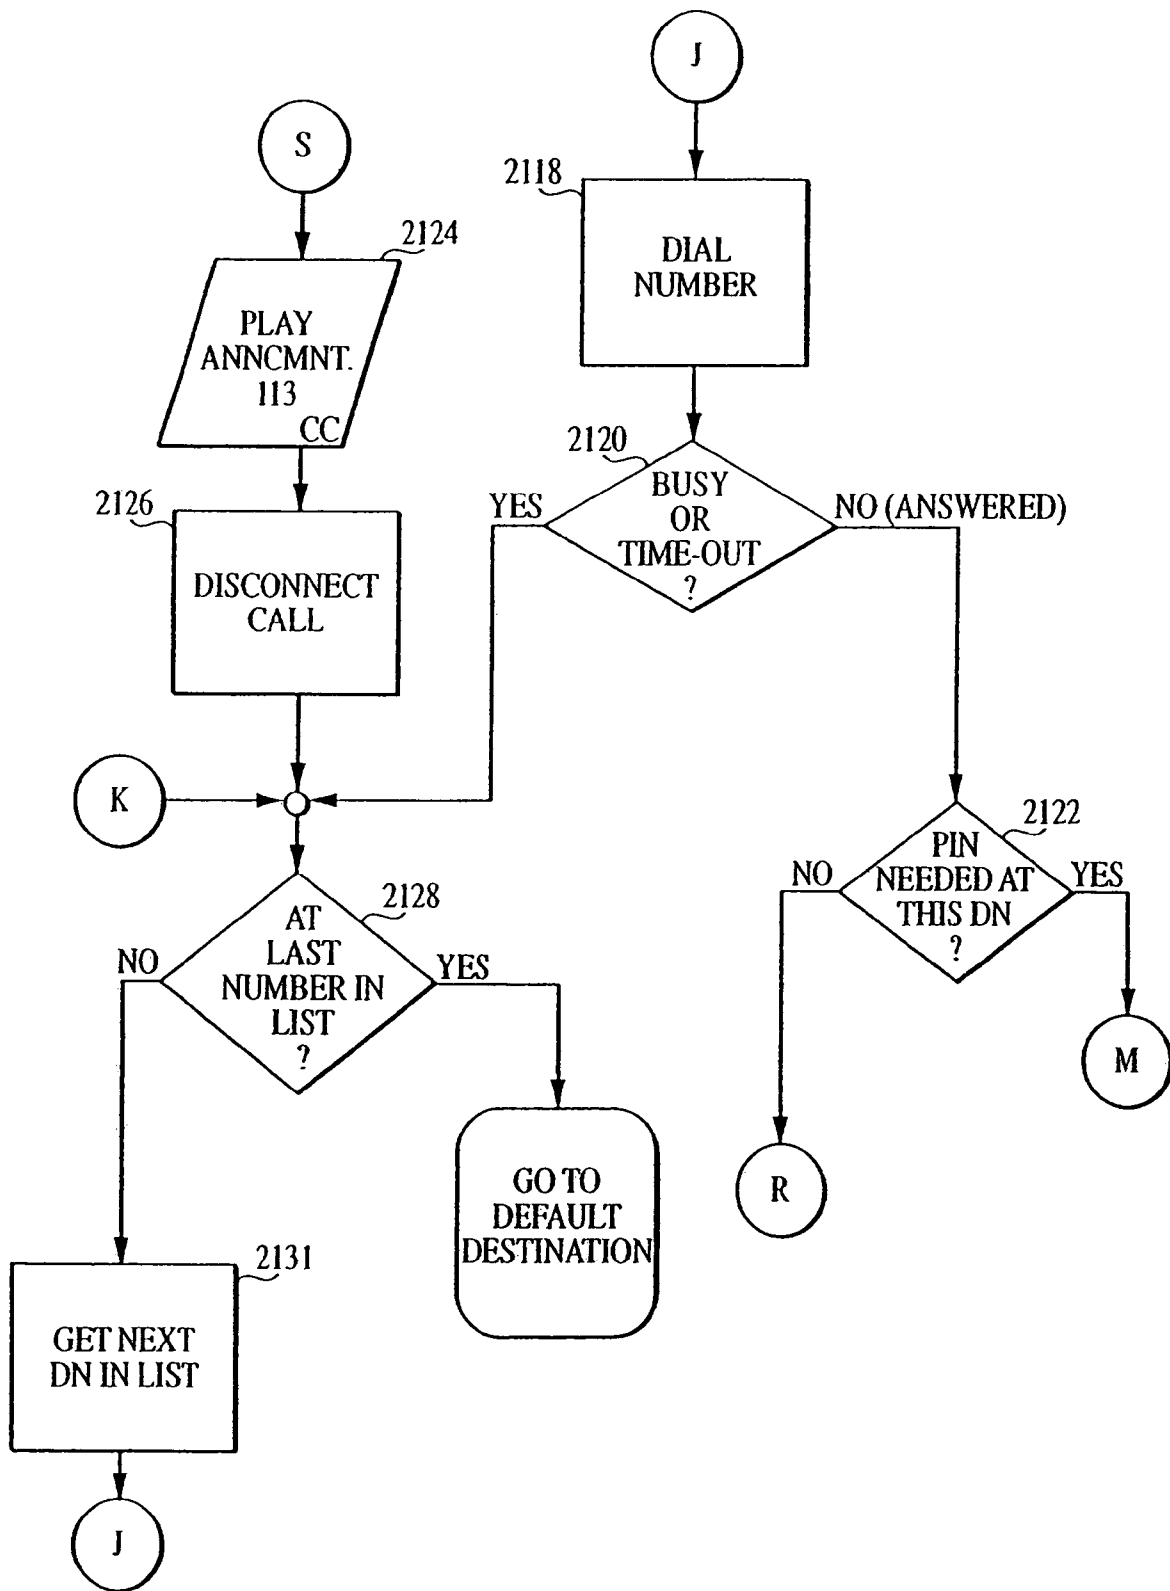 J
S
2118
DIAL
NUMBER
2124
PLAY
ANNCMNT.
113
CC
2120
BUSY
OR
TIME-OUT
?
YES
NO (ANSWERED)
2126
DISCONNECT
CALL
K
2122
PIN
NEEDED AT
THIS DN
?
NO
YES
2128
AT
LAST
NUMBER IN
LIST
?
NO
YES
M
R
GO TO
DEFAULT
DESTINATION
2131
GET NEXT
DN IN LIST
J